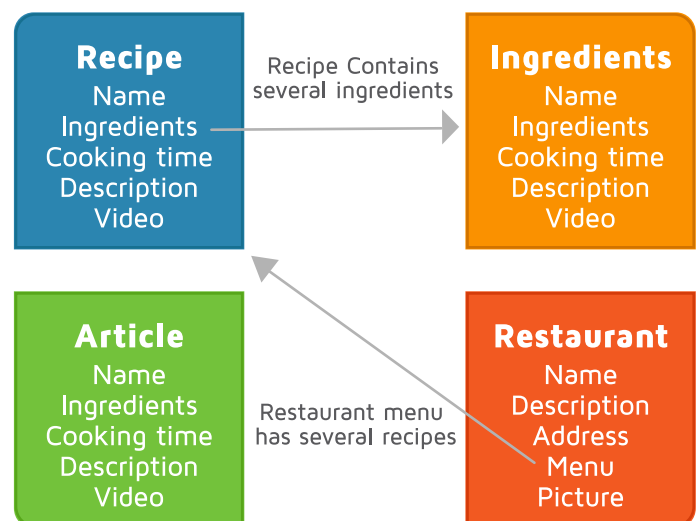 Recipe
Name
Ingredients
Cooking time
Description
Video
Recipe Contains
several ingredients
Ingredients
Name
Ingredients
Cooking time
Description
Video
Article
Name
Ingredients
Cooking time
Description
Video
Restaurant menu
has several recipes
Restaurant
Name
Description
Address
Menu
Picture